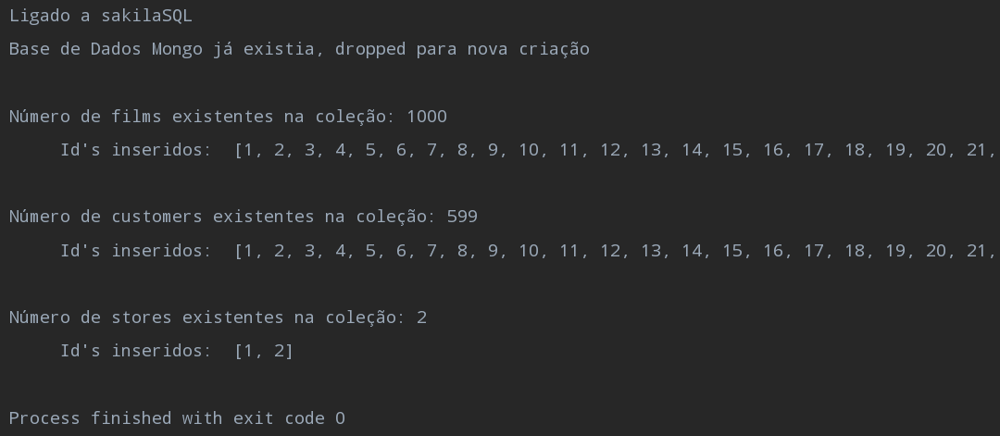 Ligado a sakilaSQL
Base de Dados Mongo já existia, dropped para nova criação
Número de films existentes na coleção: 1000
Id's inseridos:  [1, 2, 3, 4, 5, 6, 7, 8, 9, 10, 11, 12, 13, 14, 15, 16, 17, 18, 19, 20, 21,
Número de customers existentes na coleção: 599
Id's inseridos:  [1, 2, 3, 4, 5, 6, 7, 8, 9, 10, 11, 12, 13, 14, 15, 16, 17, 18, 19, 20, 21,
Número de stores existentes na coleção: 2
Id's inseridos:  [1, 2]
Process finished with exit code 0